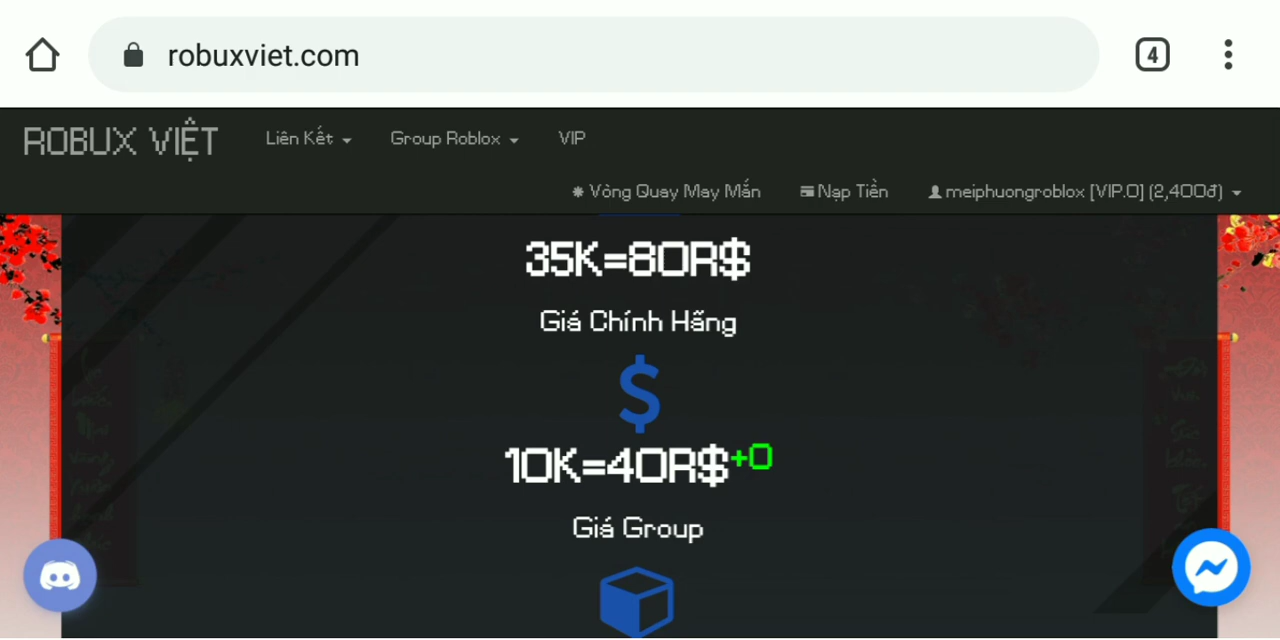 robuxviet.com
4
ROBUX VIỆT Liên Kết Group Roblox VIP
Vòng Quay May Mắn Nạp Tiền meiphuongroblox [VIP.0] (2,400đ)
35K=80R$
Giá Chính Hãng
10K=40R$+0
Giá Group